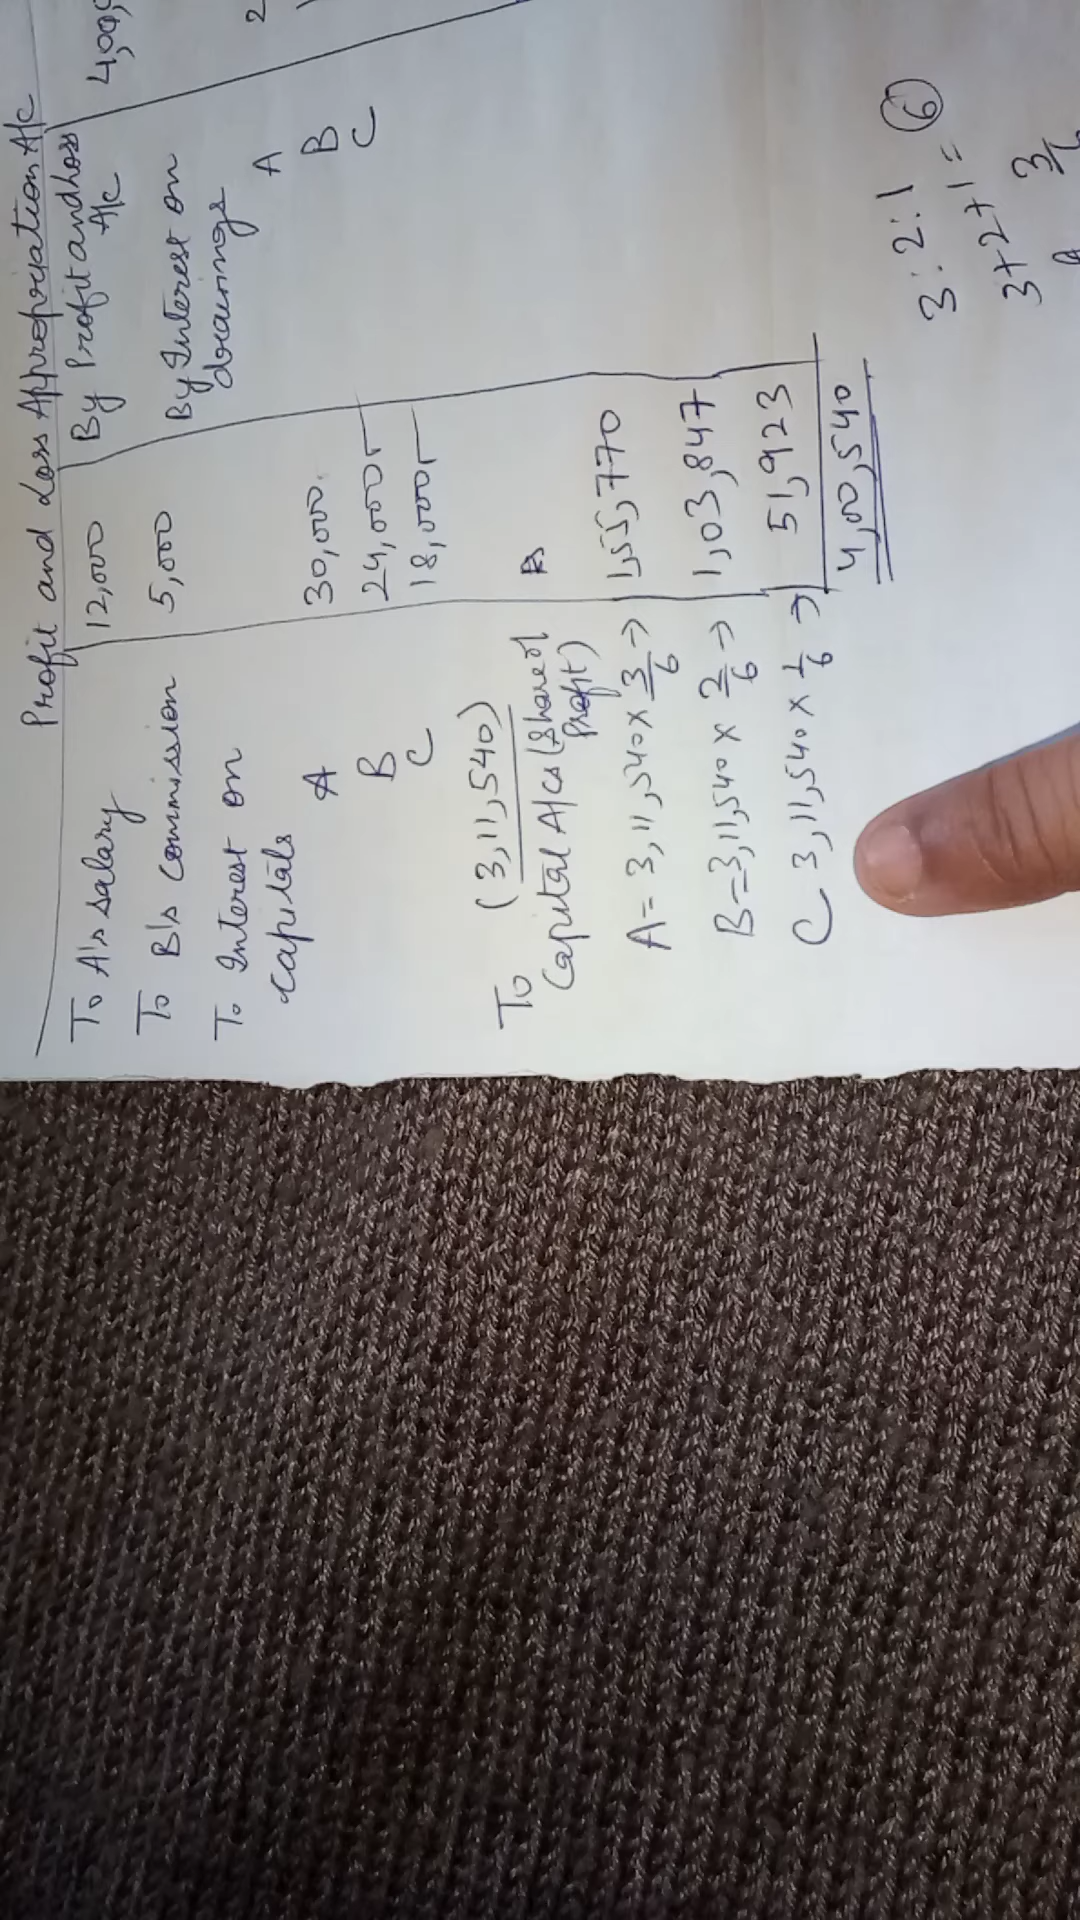 Profit and Loss Appropriation A/c
To A's salary 12,000 By Profit and loss 4,00,
A/c
To B's commission 5,000
By Interest on
drawings
To Interest on
capitals
A 30,000
B 24,000
C 18,000
A 2
B
C
(3,11,540)
To
Capital A/cs (Share of
Profit)
A = 3,11,540 × 3/6 → 1,55,770
B = 3,11,540 × 2/6 → 1,03,847
C 3,11,540 × 1/6 → 51,923
4,00,540
3:2:1 6
3+2+1=
3/6